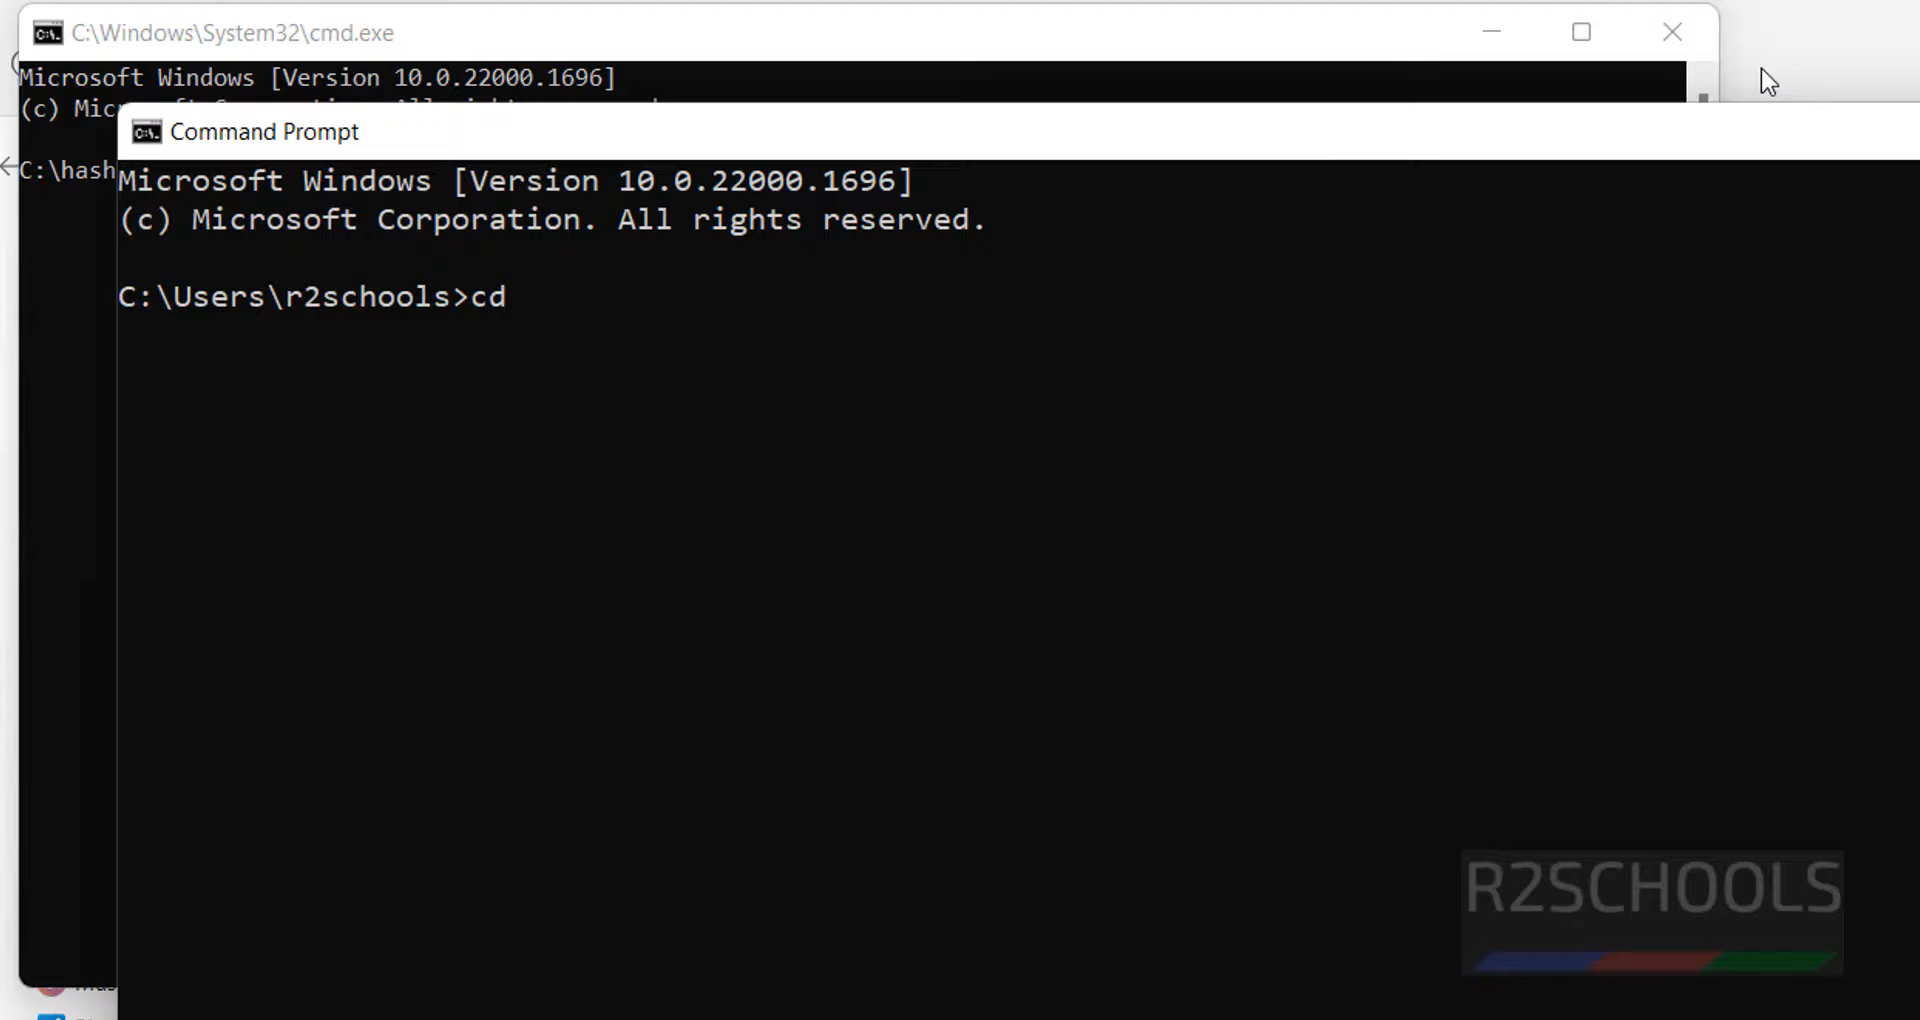 C:\Windows\System32\cmd.exe
Microsoft Windows [Version 10.0.22000.1696]
(c) Mic
C:\hash
Command Prompt
Microsoft Windows [Version 10.0.22000.1696]
(c) Microsoft Corporation. All rights reserved.
C:\Users\r2schools>cd
R2SCHOOLS